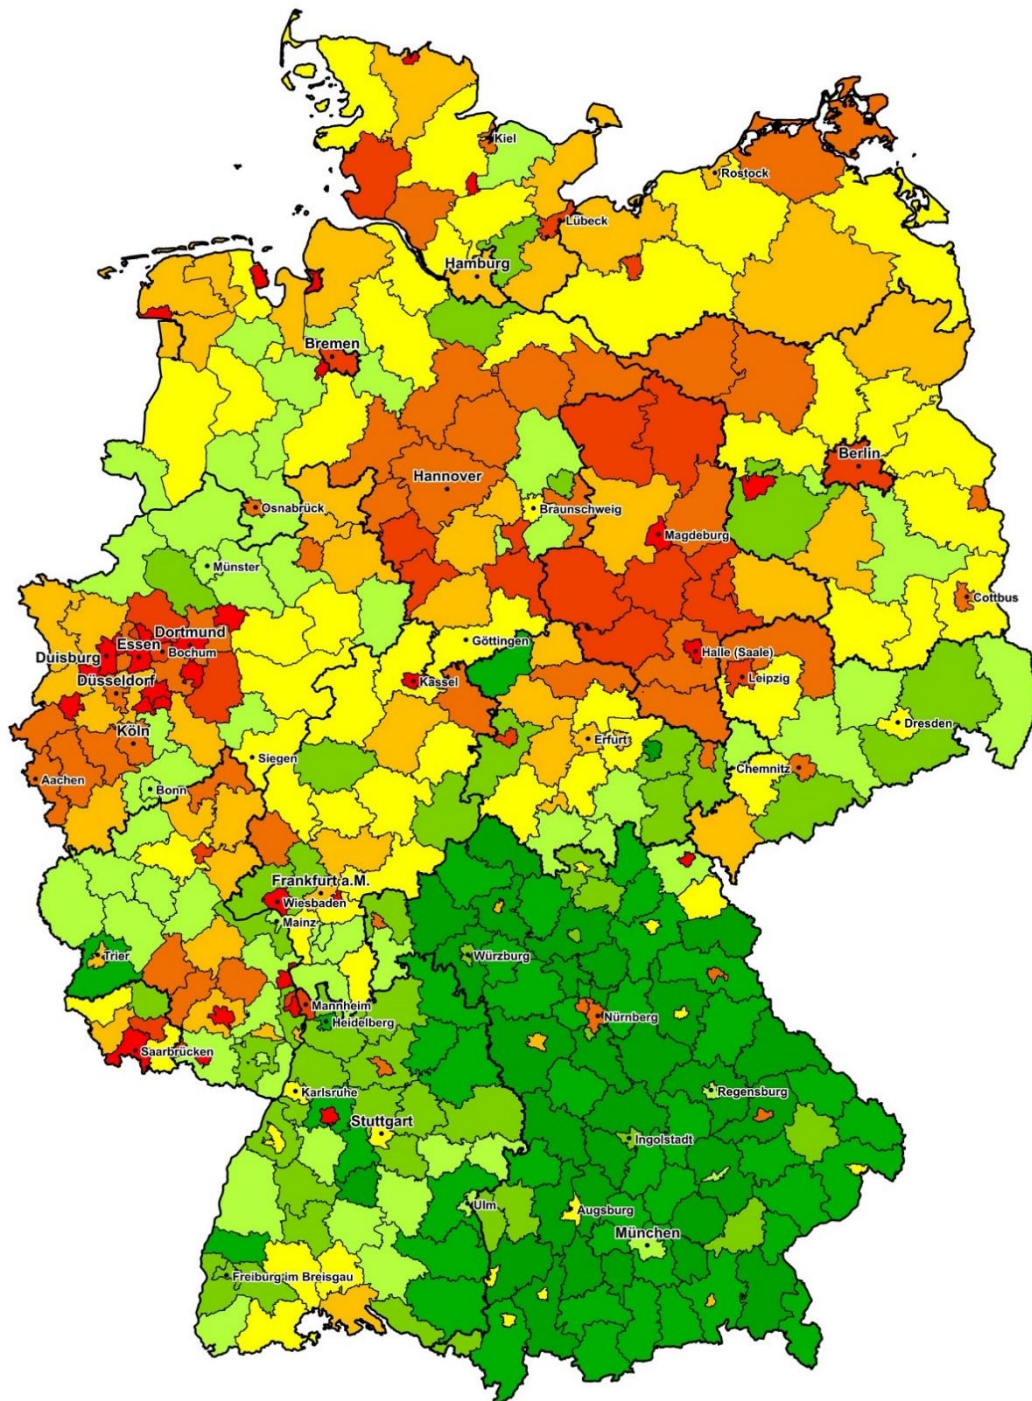 Kiel
Rostock
Lübeck
Hamburg
Bremen
Berlin
Hannover
Osnabrück
Braunschweig
Magdeburg
Münster
Cottbus
Dortmund
Essen
Bochum
Duisburg
Göttingen
Halle (Saale)
Leipzig
Kassel
Düsseldorf
Dresden
Köln
Erfurt
Siegen
Chemnitz
Aachen
Bonn
Frankfurt a.M.
Wiesbaden
Mainz
Trier
Würzburg
Mannheim
Nürnberg
Heidelberg
Saarbrücken
Karlsruhe
Regensburg
Stuttgart
Ingolstadt
Ulm
Augsburg
München
Freiburg im Breisgau